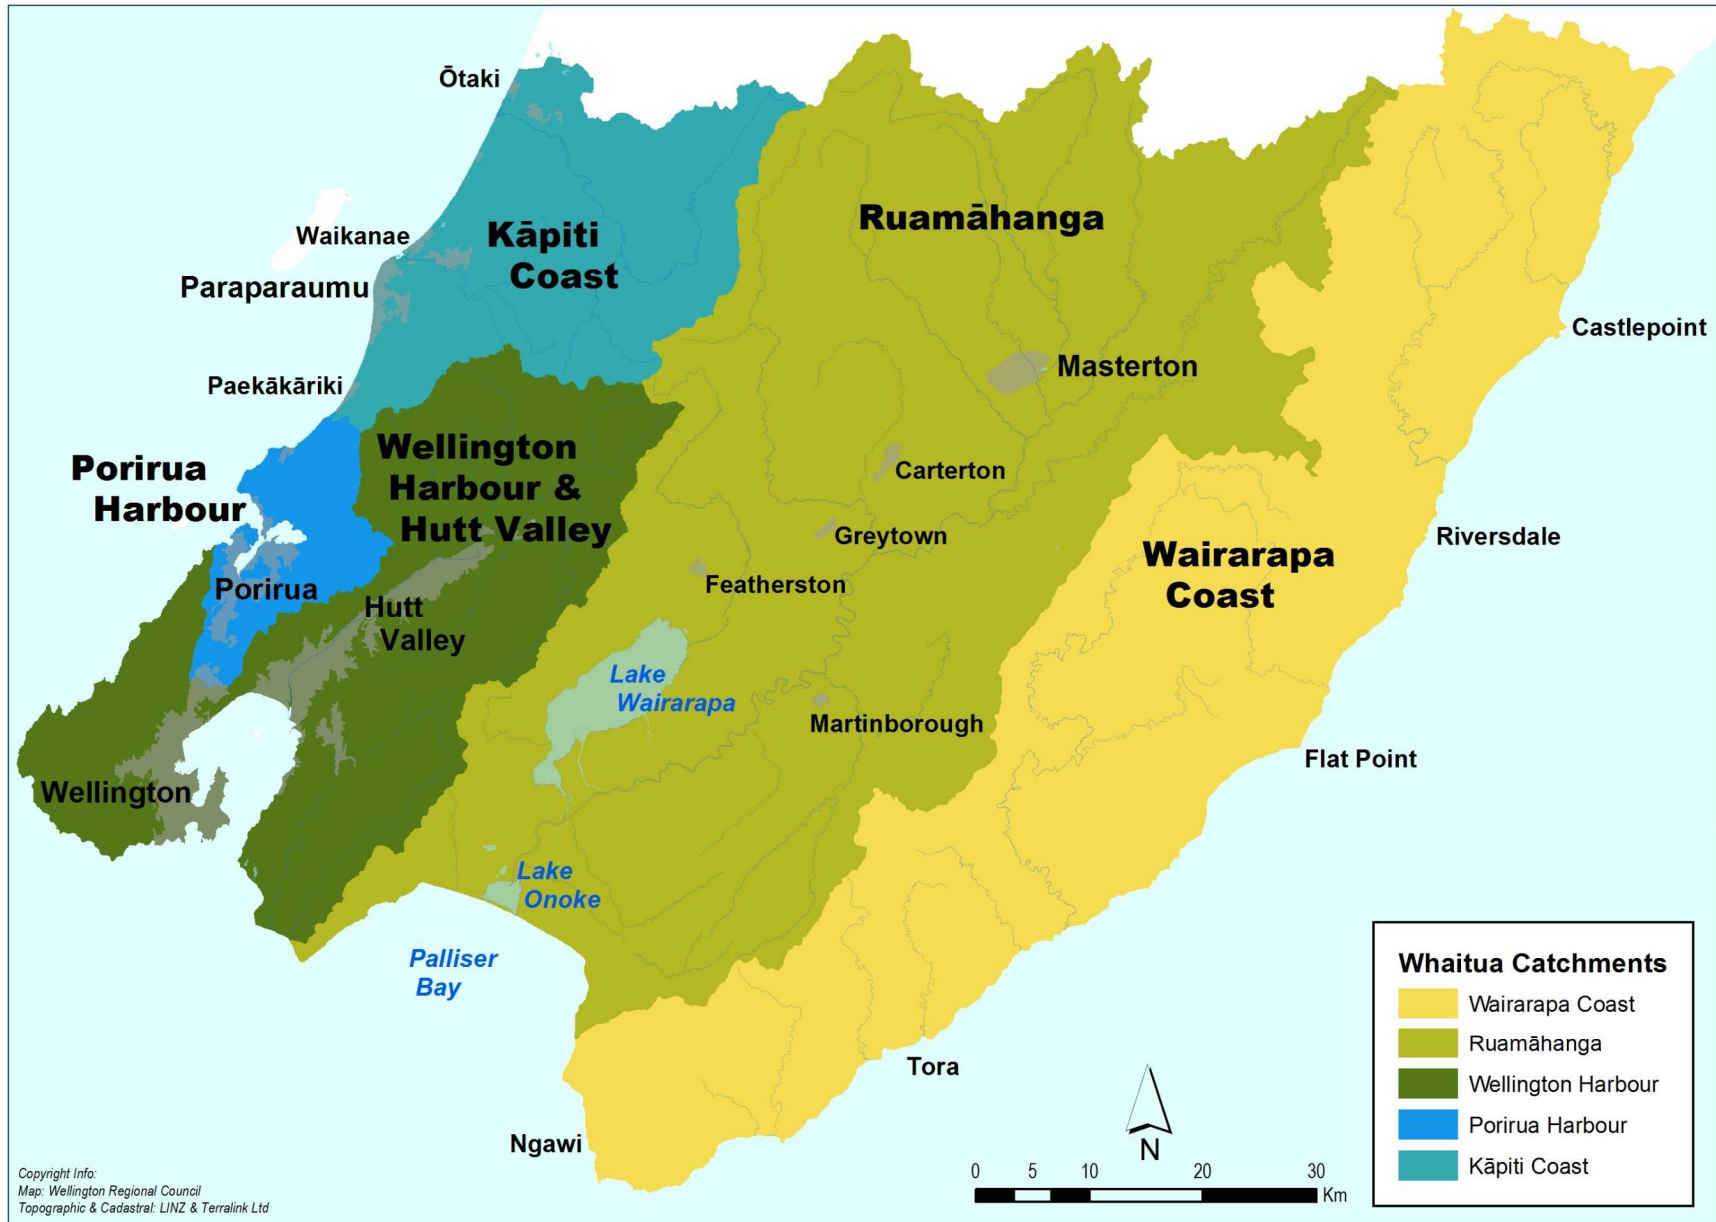 Ōtaki
Waikanae
Paraparaumu
Paekākāriki
Kāpiti
Coast
Ruamāhanga
Masterton
Castlepoint
Porirua
Harbour
Wellington
Harbour &
Hutt Valley
Carterton
Greytown
Featherston
Riversdale
Wairarapa
Coast
Porirua
Hutt
Valley
Lake
Wairarapa
Martinborough
Flat Point
Wellington
Lake
Onoke
Palliser
Bay
Tora
Ngawi
N
0 5 10 20 30
Km
Whaitua Catchments
Wairarapa Coast
Ruamāhanga
Wellington Harbour
Porirua Harbour
Kāpiti Coast
Copyright Info:
Map: Wellington Regional Council
Topographic & Cadastral: LINZ & Terralink Ltd